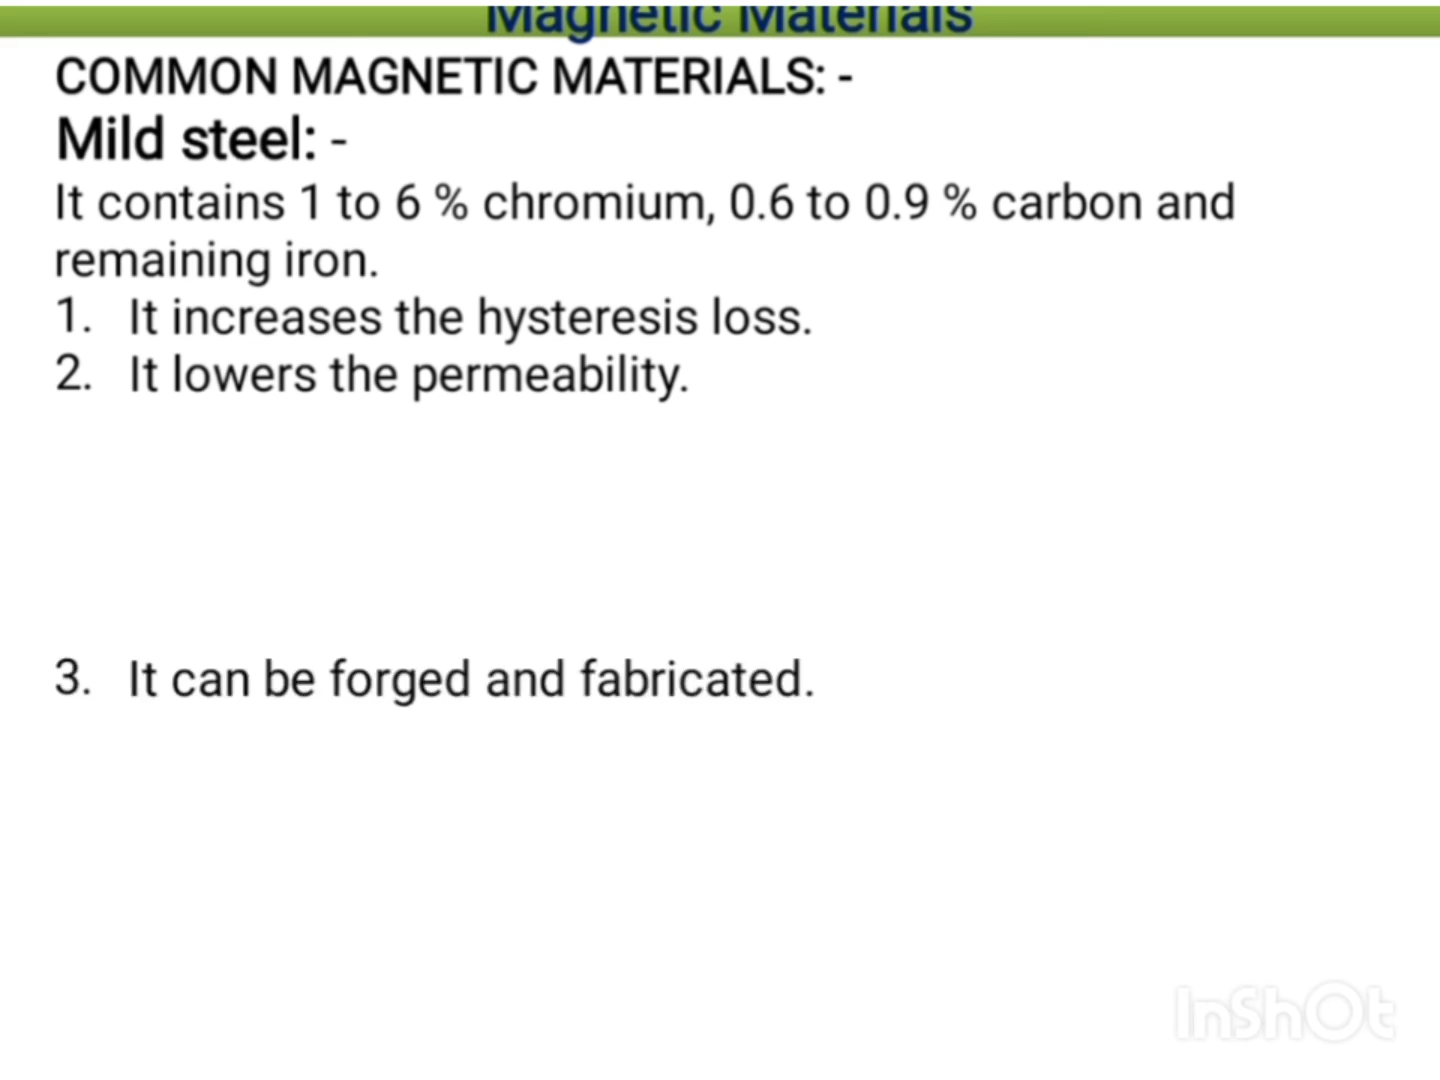 Magnetic Materials
COMMON MAGNETIC MATERIALS: -
Mild steel: -
It contains 1 to 6 % chromium, 0.6 to 0.9 % carbon and
remaining iron.
1. It increases the hysteresis loss.
2. It lowers the permeability.
3. It can be forged and fabricated.
InShOt